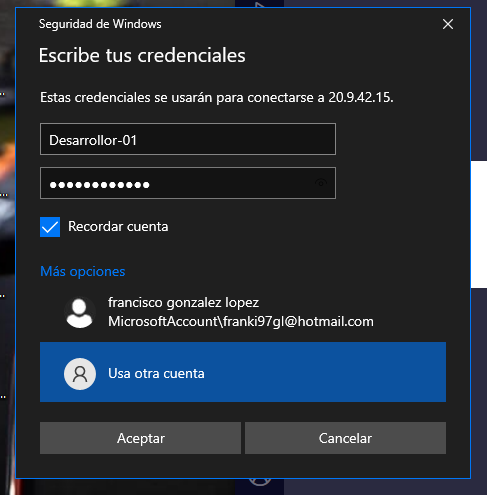 Seguridad de Windows
Escribe tus credenciales
Estas credenciales se usarán para conectarse a 20.9.42.15.
Desarrollor-01
Recordar cuenta
Más opciones
francisco gonzalez lopez
MicrosoftAccount\franki97gl@hotmail.com
Usa otra cuenta
Aceptar
Cancelar